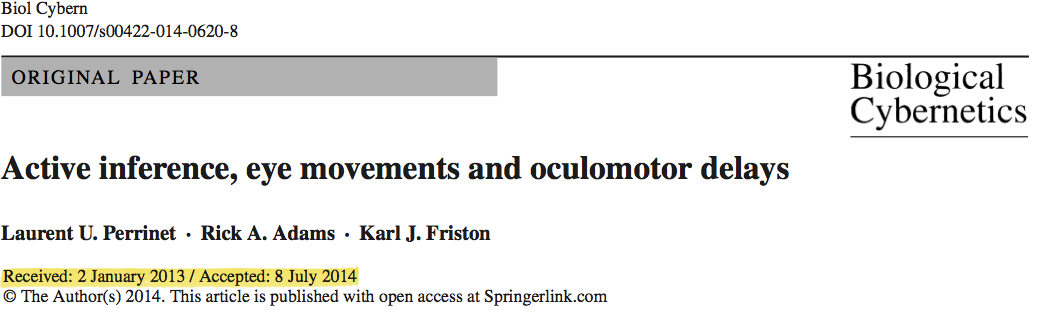 Biol Cybern
DOI 10.1007/s00422-014-0620-8
ORIGINAL PAPER
Biological
Cybernetics
Active inference, eye movements and oculomotor delays
Laurent U. Perrinet · Rick A. Adams · Karl J. Friston
Received: 2 January 2013 / Accepted: 8 July 2014
© The Author(s) 2014. This article is published with open access at Springerlink.com